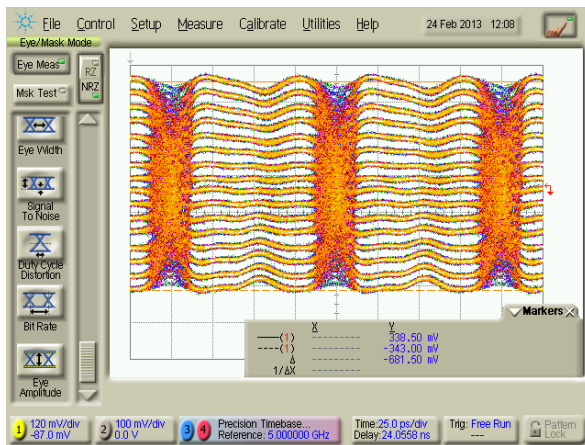 File Control Setup Measure Calibrate Utilities Help 24 Feb 2013 12:08
Eye/Mask Mode
Eye Meas
RZ
NRZ
Msk Test
Eye Width
Signal
To Noise
Duty Cycle
Distortion
Bit Rate
Eye
Amplitude
Markers X
X Y
——(1) --------- 338.50 mV
----(1) --------- -343.00 mV
Δ --------- -681.50 mV
1/ΔX ---------
1 120 mV/div
-87.0 mV
2 100 mV/div
0.0 V
3 4 Precision Timebase...
Reference: 5.000000 GHz
Time:25.0 ps/div
Delay:24.0558 ns
Trig: Free Run
---
Pattern
Lock